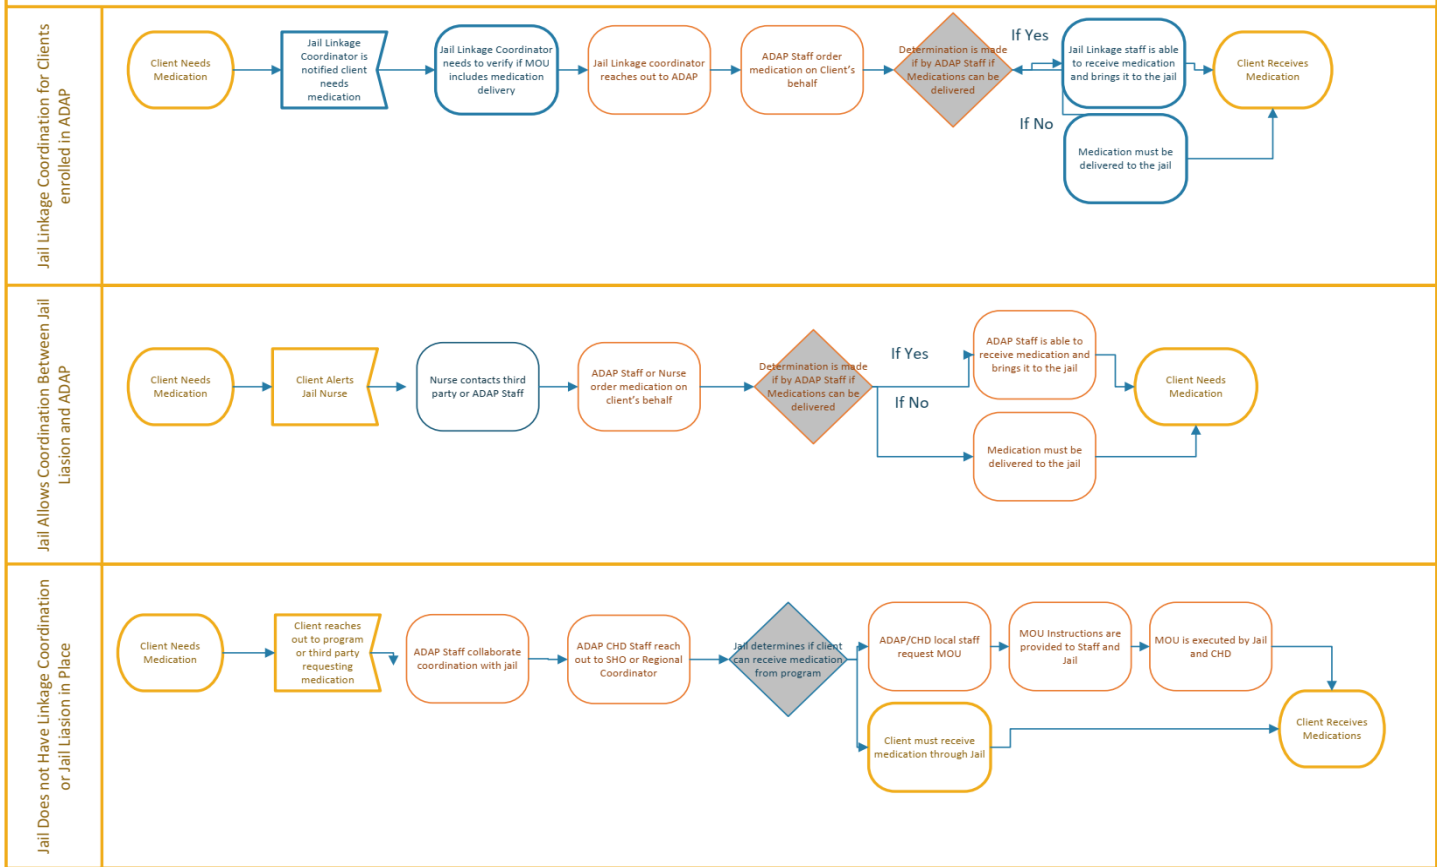 Jail Linkage Coordination for Clients
enrolled in ADAP
Client Needs
Medication
Jail Linkage
Coordinator is
notified client
needs
medication
Jail Linkage Coordinator
needs to verify if MOU
includes medication
delivery
Jail Linkage coordinator
reaches out to ADAP
ADAP Staff order
medication on Client's
behalf
Determination is made
if by ADAP Staff if
Medications can be
delivered
If Yes
If No
Jail Linkage staff is able
to receive medication
and brings it to the jail
Medication must be
delivered to the jail
Client Receives
Medication
Jail Allows Coordination Between Jail
Liasion and ADAP
Client Needs
Medication
Client Alerts
Jail Nurse
Nurse contacts third
party or ADAP Staff
ADAP Staff or Nurse
order medication on
client's behalf
Determination is made
if by ADAP Staff if
Medications can be
delivered
If Yes
If No
ADAP Staff is able to
receive medication and
brings it to the jail
Medication must be
delivered to the jail
Client Needs
Medication
Jail Does not Have Linkage Coordination
or Jail Liasion in Place
Client Needs
Medication
Client reaches
out to program
or third party
requesting
medication
ADAP Staff collaborate
coordination with jail
ADAP CHD Staff reach
out to SHO or Regional
Coordinator
Jail determines if client
can receive medication
from program
ADAP/CHD local staff
request MOU
MOU Instructions are
provided to Staff and
Jail
MOU is executed by Jail
and CHD
Client must receive
medication through Jail
Client Receives
Medications